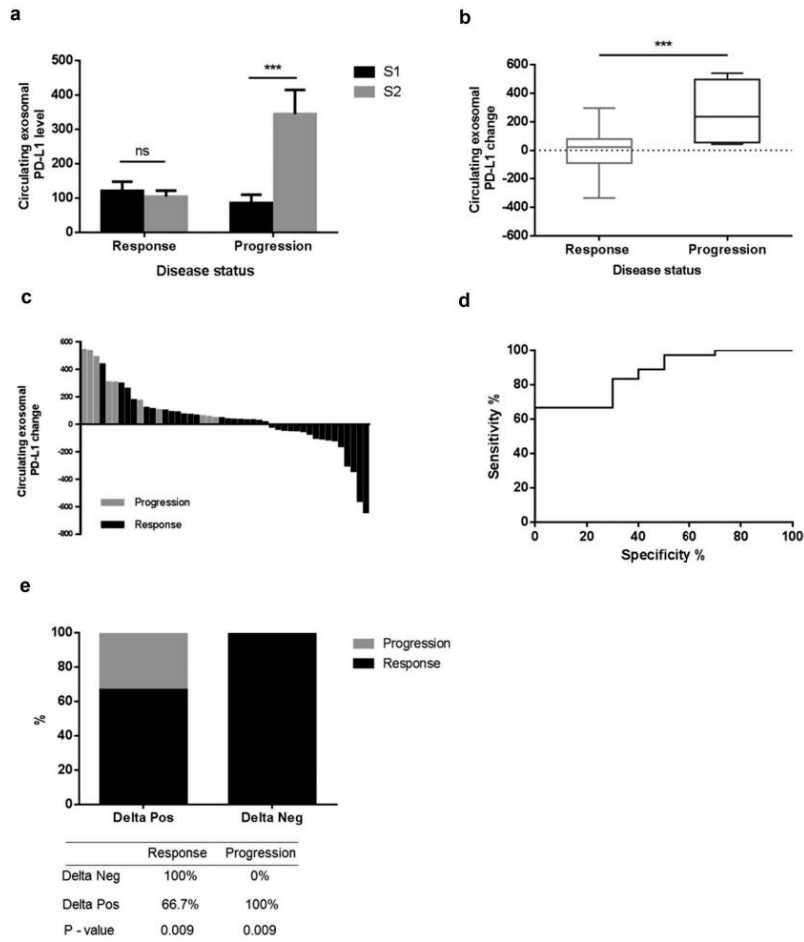 a
500
400
300
200
100
0
Circulating exosomal
PD-L1 level
ns
***
S1
S2
Response
Progression
Disease status
b
600
400
200
0
-200
-400
-600
Circulating exosomal
PD-L1 change
***
Response
Progression
Disease status
c
600
400
200
0
-200
-400
-600
-800
Circulating exosomal
PD-L1 change
Progression
Response
d
100
80
60
40
20
0
Sensitivity %
0 20 40 60 80 100
Specificity %
e
100
80
60
40
20
0
%
Progression
Response
Delta Pos
Delta Neg
Response Progression
Delta Neg 100% 0%
Delta Pos 66.7% 100%
P - value 0.009 0.009